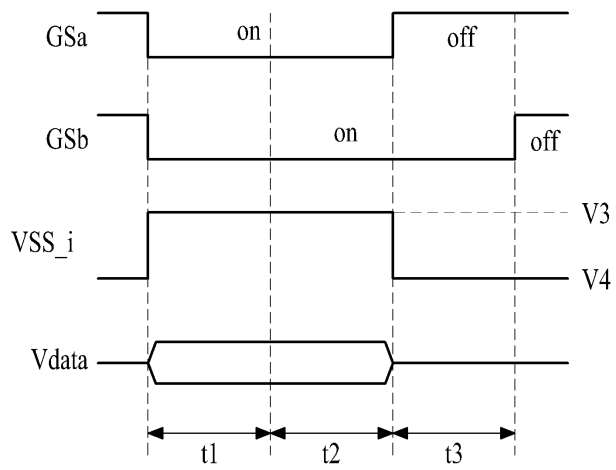 GSa on off
GSb on off
V3
VSS_i
V4
Vdata
t1 t2 t3